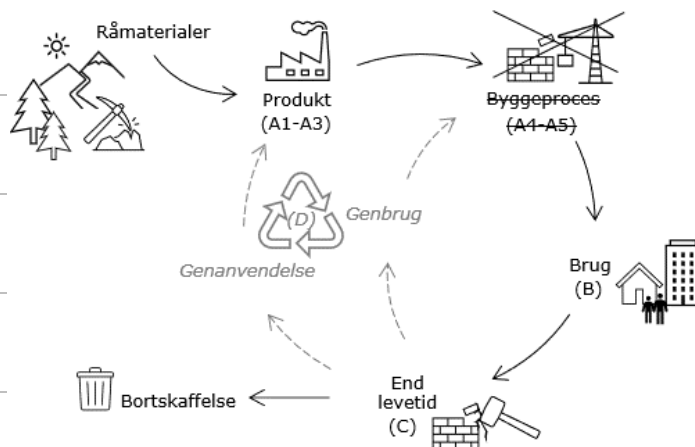 Råmaterialer
Produkt
(A1-A3)
Byggeproces
(A4-A5)
(D)
Genbrug
Genanvendelse
Brug
(B)
End
levetid
(C)
Bortskaffelse